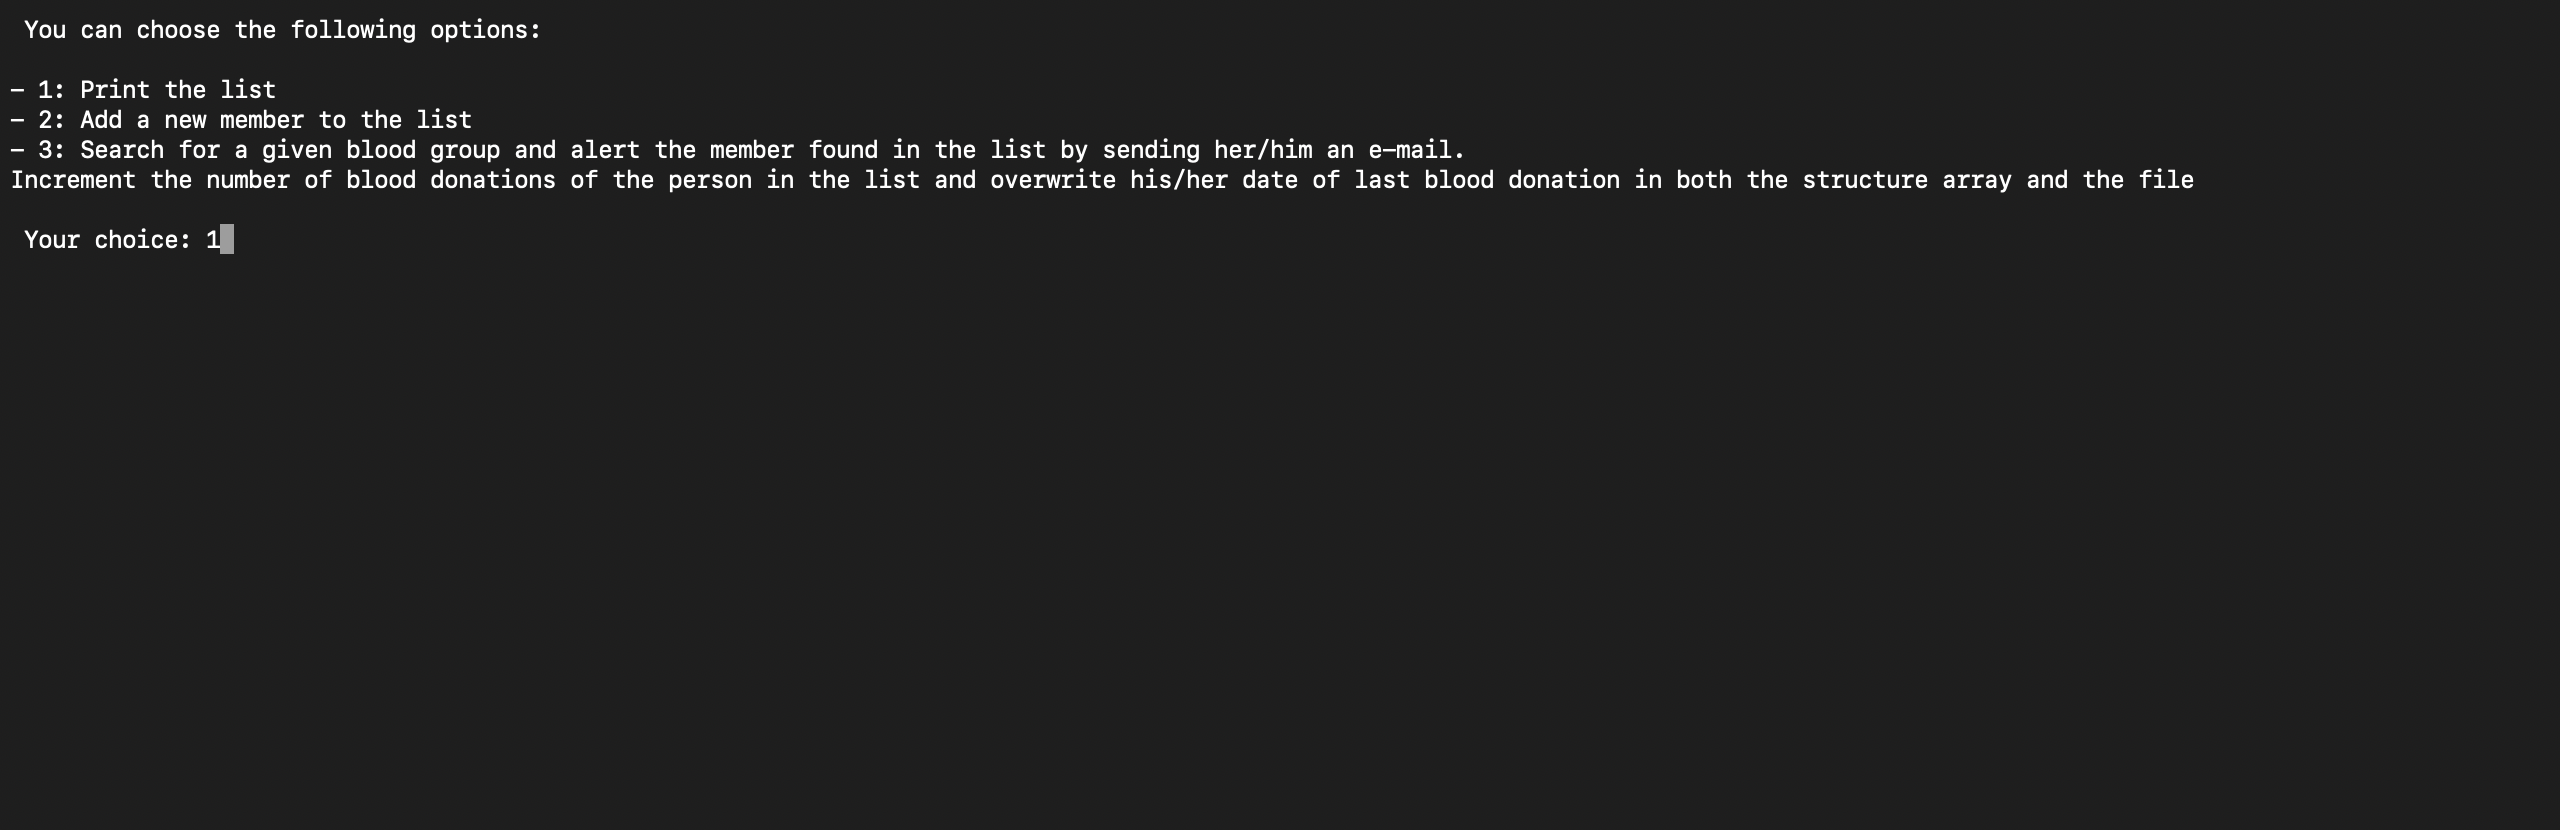 You can choose the following options:
– 1: Print the list
– 2: Add a new member to the list
– 3: Search for a given blood group and alert the member found in the list by sending her/him an e-mail.
Increment the number of blood donations of the person in the list and overwrite his/her date of last blood donation in both the structure array and the file
Your choice: 1